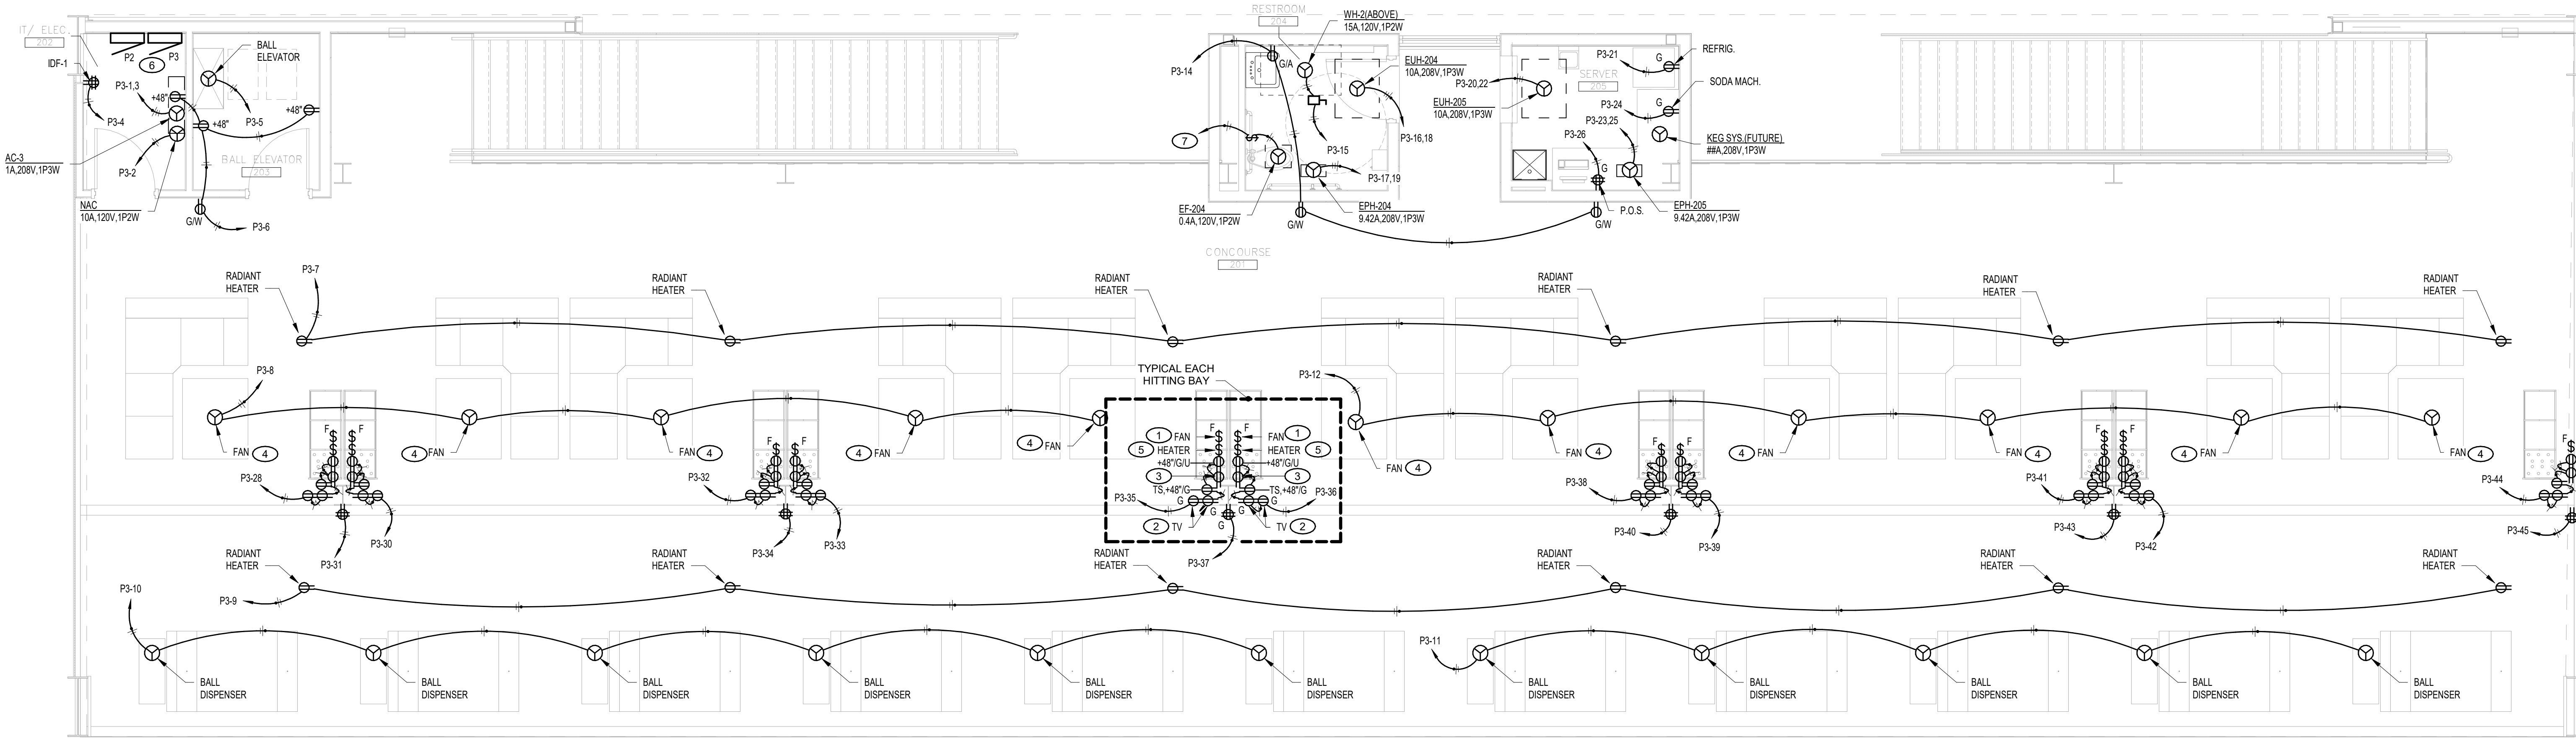 RESTROOM
204
WH-2(ABOVE)
15A,120V,1P2W
IT/ ELEC.
202
P2
6
P3
BALL
ELEVATOR
IDF-1
P3-1,3
+48"
+48"
P3-4
P3-5
AC-3
1A,208V,1P3W
BALL ELEVATOR
203
P3-2
NAC
10A,120V,1P2W
G/W
P3-6
P3-14
G/A
EUH-204
10A,208V,1P3W
7
P3-15
P3-16,18
P3-17,19
EF-204
0.4A,120V,1P2W
G/W
EPH-204
9.42A,208V,1P3W
P3-20,22
EUH-205
10A,208V,1P3W
SERVER
205
P3-21
G
REFRIG.
SODA MACH.
P3-24
G
P3-23,25
P3-26
KEG SYS.(FUTURE)
##A,208V,1P3W
G
P.O.S.
G/W
EPH-205
9.42A,208V,1P3W
CONCOURSE
201
RADIANT
HEATER
P3-7
RADIANT
HEATER
RADIANT
HEATER
RADIANT
HEATER
RADIANT
HEATER
RADIANT
HEATER
P3-8
TYPICAL EACH
HITTING BAY
P3-12
FAN
4
F F
4
FAN
FAN
4
F F
4
FAN
4
FAN
FAN
4
FAN
4
F F
4
FAN
FAN
4
F F
4
FAN
FAN
4
F
F F
1
FAN
FAN
1
5
HEATER
HEATER
5
+48"/G/U
+48"/G/U
3
3
TS,+48"/G
TS,+48"/G
G
G
G
G
G
2
TV
TV
2
P3-28
P3-30
P3-31
P3-32
P3-33
P3-34
P3-35
P3-36
P3-37
P3-38
P3-39
P3-40
P3-41
P3-42
P3-43
P3-44
P3-45
RADIANT
HEATER
RADIANT
HEATER
RADIANT
HEATER
RADIANT
HEATER
RADIANT
HEATER
RADIANT
HEATER
P3-10
P3-9
P3-11
BALL
DISPENSER
BALL
DISPENSER
BALL
DISPENSER
BALL
DISPENSER
BALL
DISPENSER
BALL
DISPENSER
BALL
DISPENSER
BALL
DISPENSER
BALL
DISPENSER
BALL
DISPENSER
BALL
DISPENSER